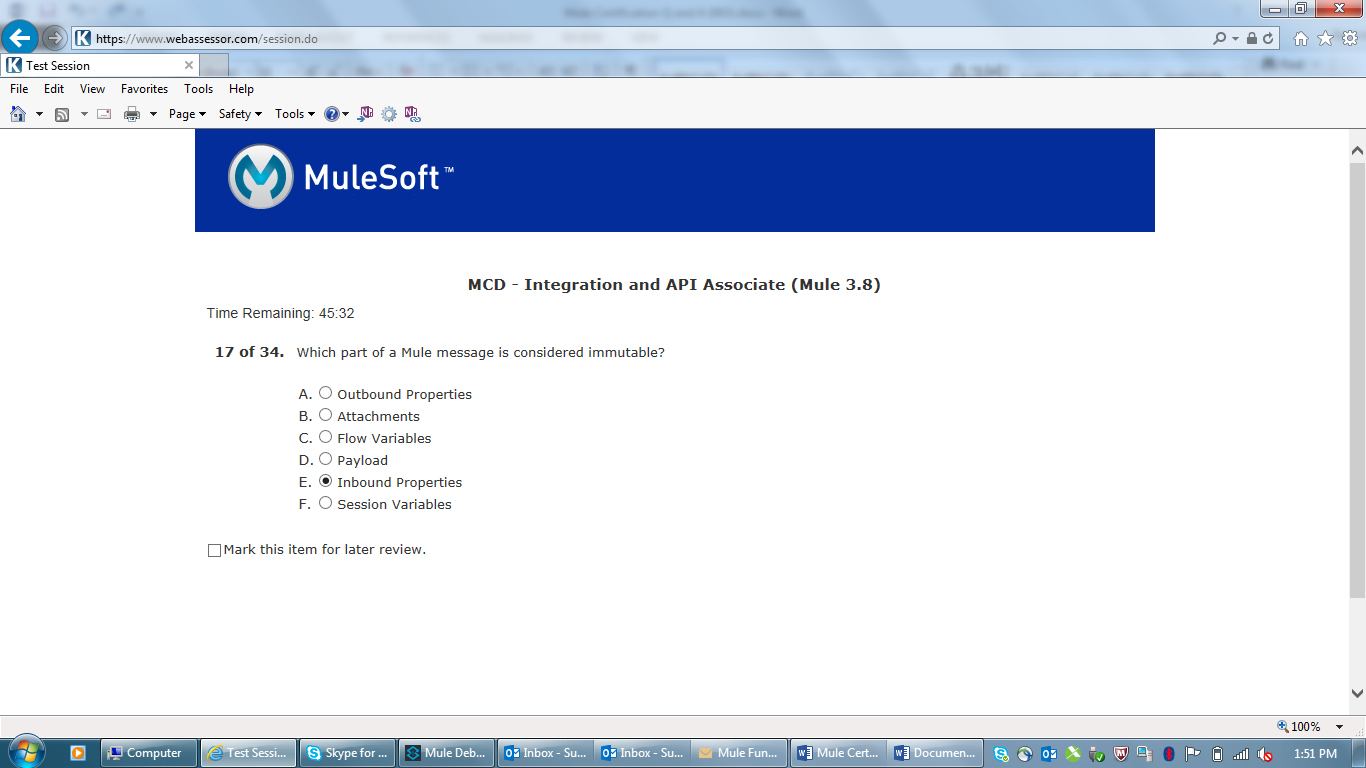 https://www.webassessor.com/session.do
Test Session
File Edit View Favorites Tools Help
Page Safety Tools
MuleSoft™
MCD - Integration and API Associate (Mule 3.8)
Time Remaining: 45:32
17 of 34. Which part of a Mule message is considered immutable?
A. Outbound Properties
B. Attachments
C. Flow Variables
D. Payload
E. Inbound Properties
F. Session Variables
Mark this item for later review.
100%
Computer Test Sessi... Skype for ... Mule Deb... Inbox - Su... Inbox - Su... Mule Fun... Mule Cert... Documen... 1:51 PM